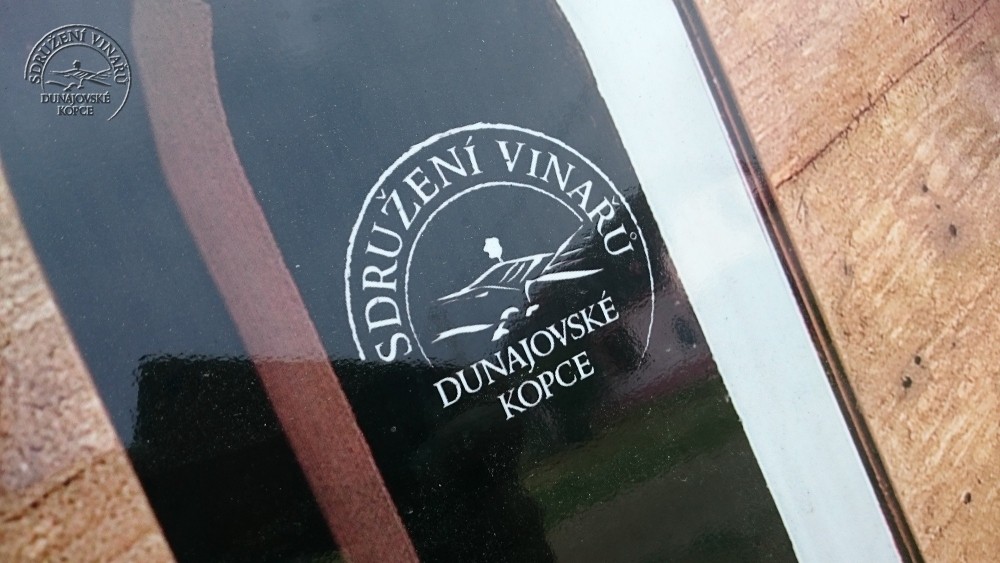 SDRUŽENÍ VINAŘŮ
DUNAJOVSKÉ
KOPCE
SDRUŽENÍ VINAŘŮ
DUNAJOVSKÉ
KOPCE